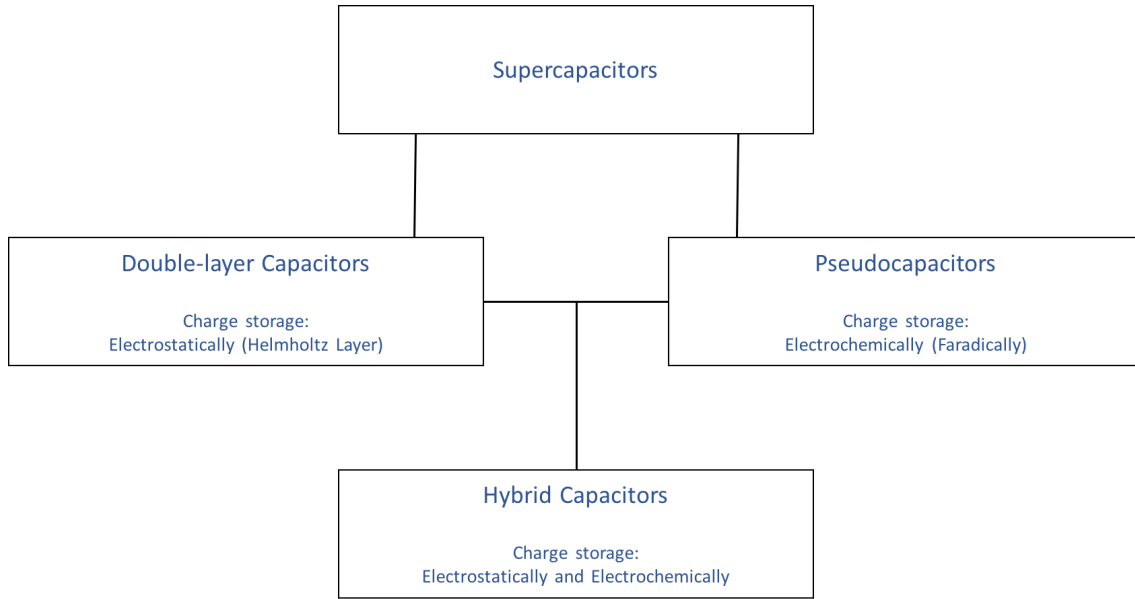 Supercapacitors
Double-layer Capacitors
Charge storage:
Electrostatically (Helmholtz Layer)
Pseudocapacitors
Charge storage:
Electrochemically (Faradically)
Hybrid Capacitors
Charge storage:
Electrostatically and Electrochemically